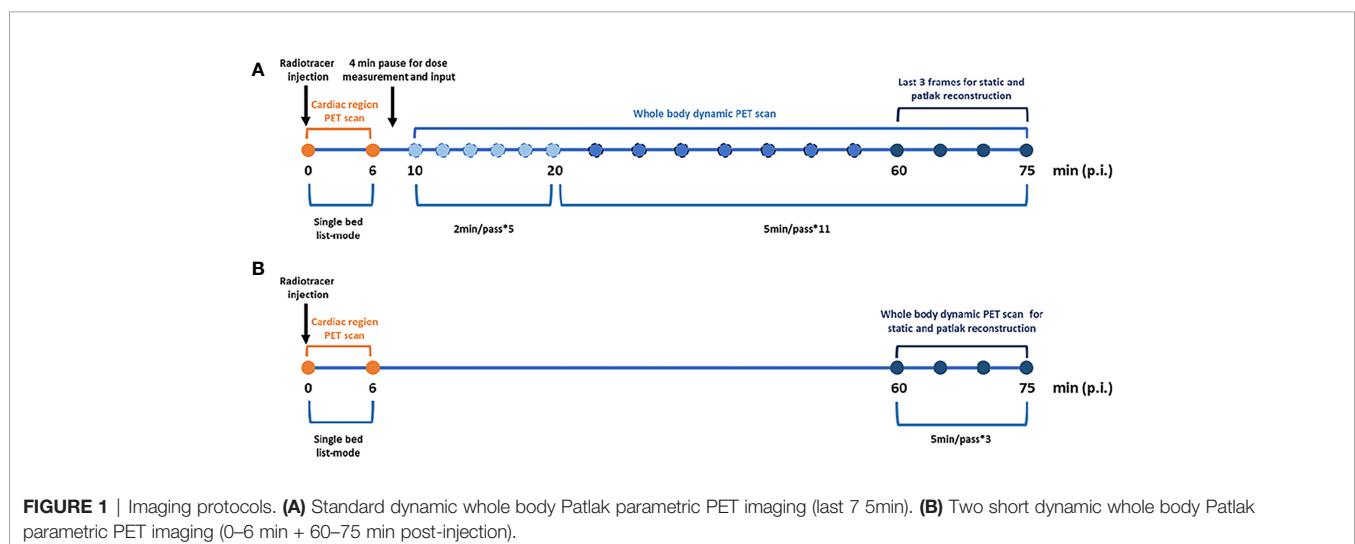 A
Radiotracer
injection
4 min pause for dose
measurement and input
Cardiac region
PET scan
Whole body dynamic PET scan
Last 3 frames for static and
patlak reconstruction
0
6
10
20
60
75
min (p.i.)
Single bed
list-mode
2min/pass*5
5min/pass*11
B
Radiotracer
injection
Cardiac region
PET scan
Whole body dynamic PET scan for
static and patlak reconstruction
0
6
60
75
min (p.i.)
Single bed
list-mode
5min/pass*3
FIGURE 1 | Imaging protocols. (A) Standard dynamic whole body Patlak parametric PET imaging (last 7 5min). (B) Two short dynamic whole body Patlak
parametric PET imaging (0–6 min + 60–75 min post-injection).